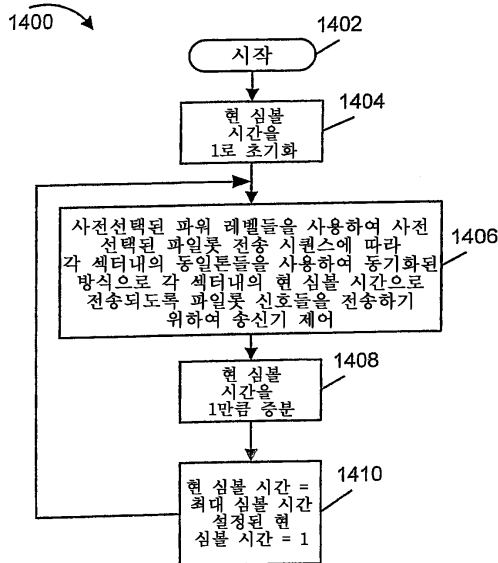 1400
1402
시작
1404
현 심볼
시간을
1로 초기화
사전선택된 파워 레벨들을 사용하여 사전
선택된 파일롯 전송 시퀀스에 따라
각 섹터내의 동일톤들을 사용하여 동기화된
방식으로 각 섹터내의 현 심볼 시간으로
전송되도록 파일롯 신호들을 전송하기
위하여 송신기 제어
1406
1408
현 심볼
시간을
1만큼 증분
1410
현 심볼 시간 =
최대 심볼 시간
설정된 현
심볼 시간 = 1